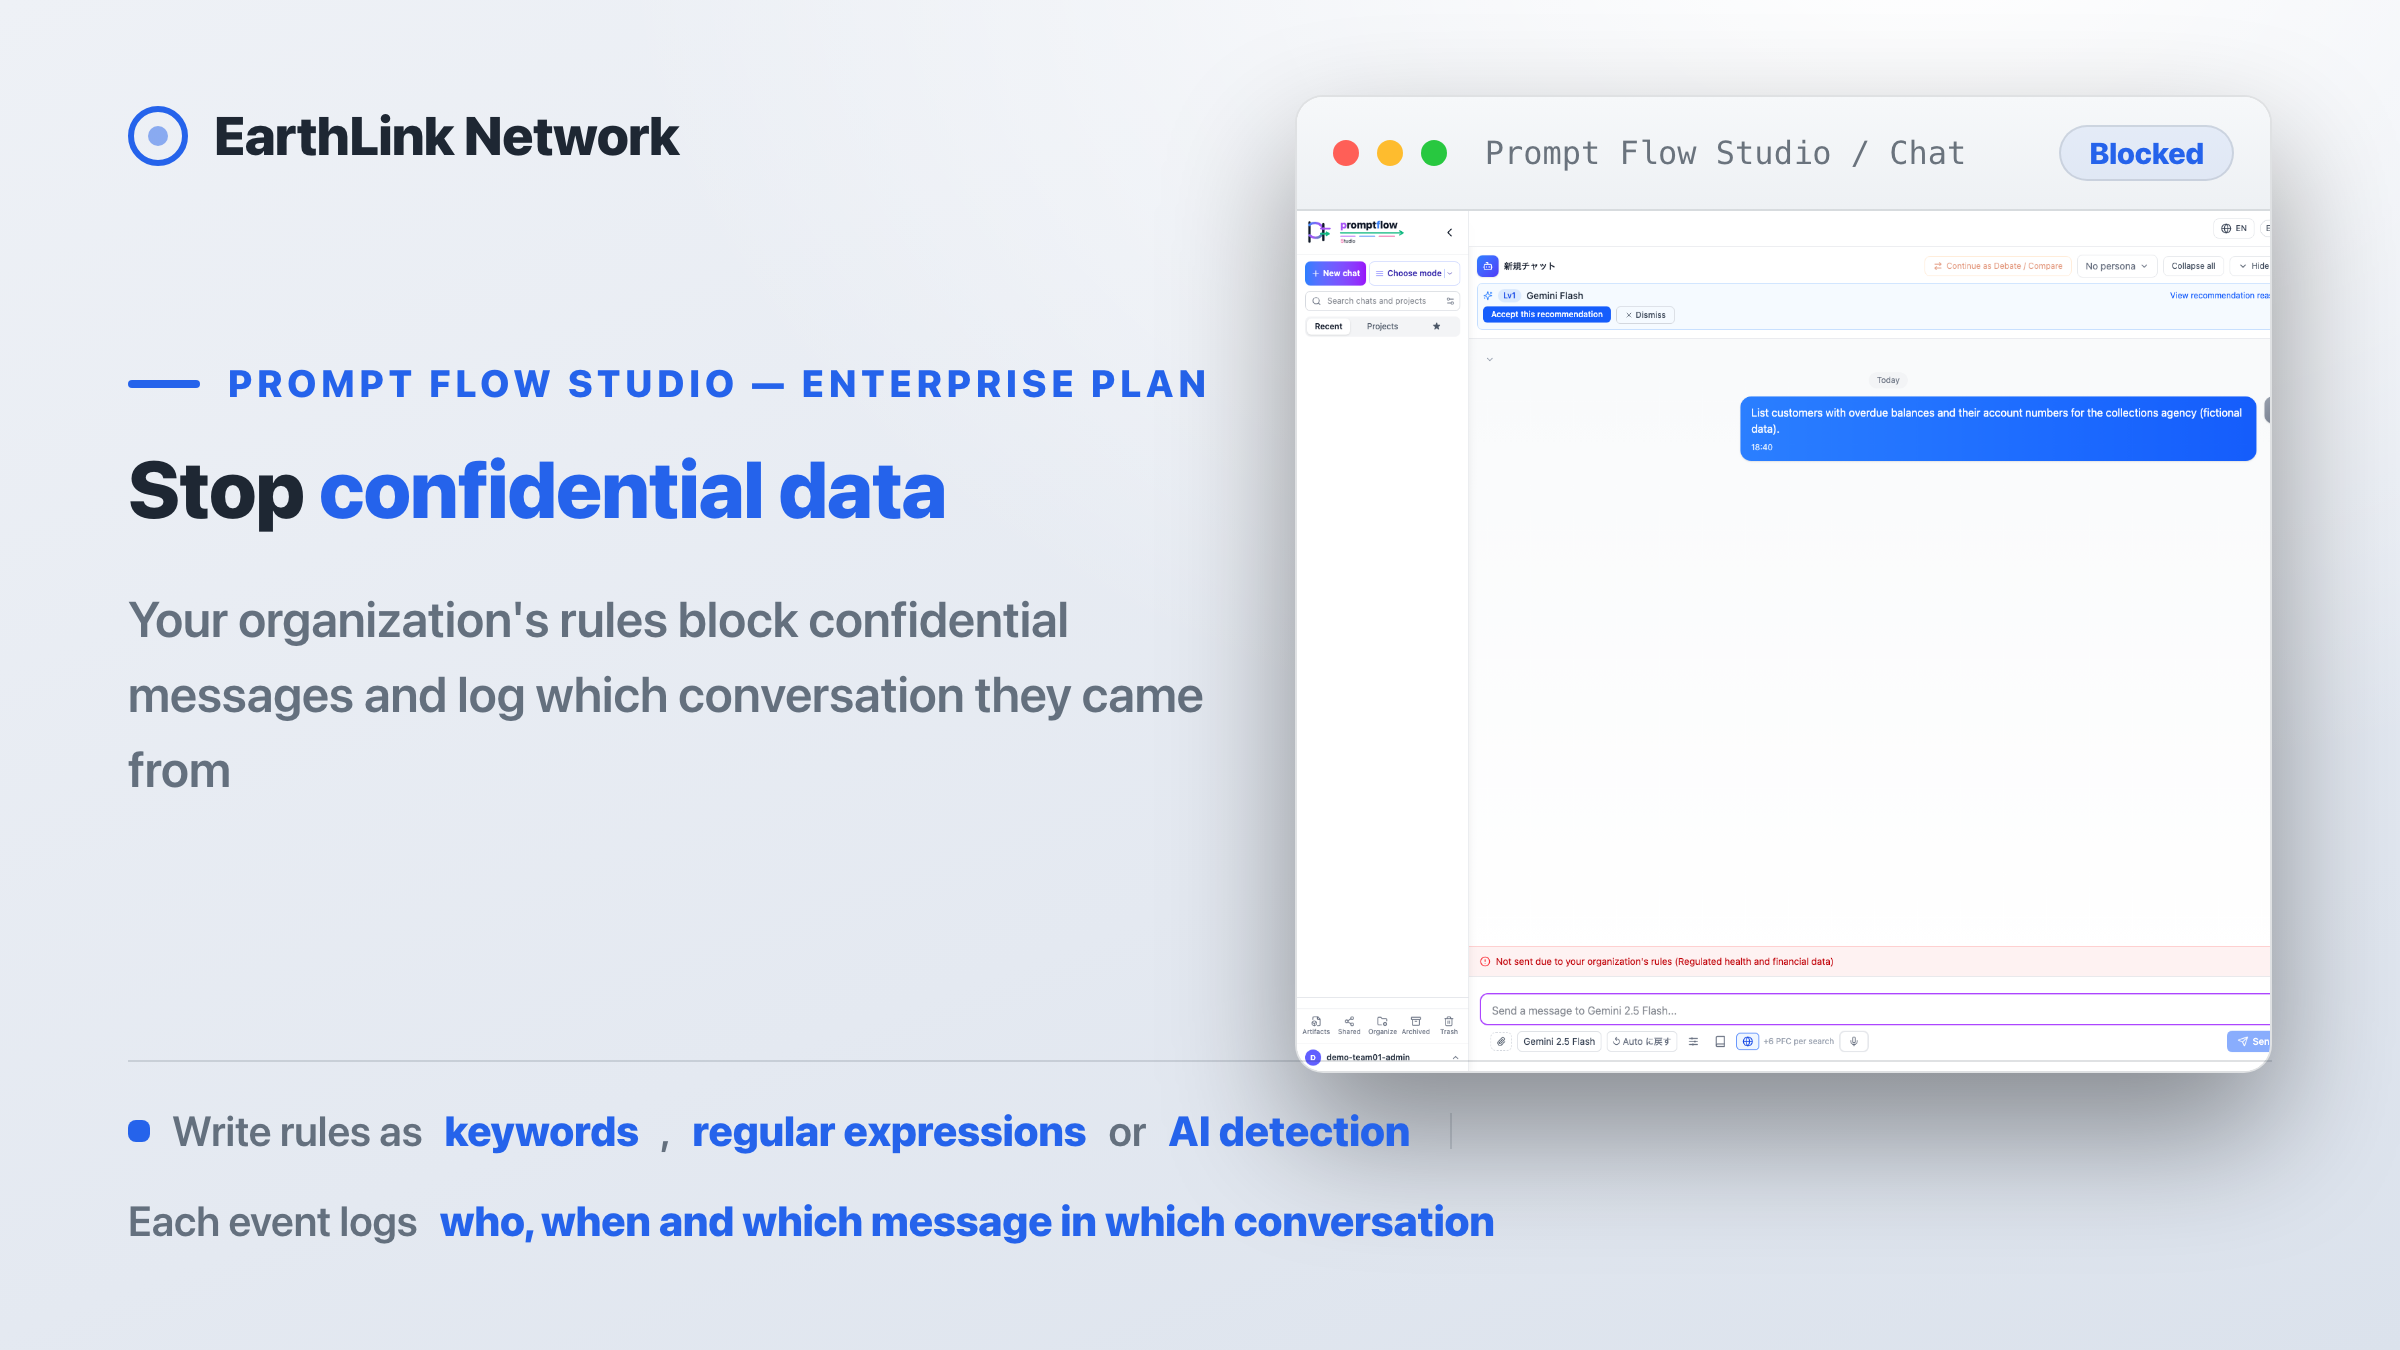 EarthLink Network
PROMPT FLOW STUDIO — ENTERPRISE PLAN
Stop confidential data
Your organization's rules block confidential
messages and log which conversation they came
from
Prompt Flow Studio / Chat
Blocked
promptflow
Studio
EN
New chat
Choose mode
Search chats and projects
Recent
Projects
新規チャット
Continue as Debate / Compare
No persona
Collapse all
Hide
Lv1 Gemini Flash
View recommendation rea
Accept this recommendation
Dismiss
Today
List customers with overdue balances and their account numbers for the collections agency (fictional
data).
18:40
Not sent due to your organization's rules (Regulated health and financial data)
Send a message to Gemini 2.5 Flash...
Gemini 2.5 Flash
Auto に戻す
+6 PFC per search
Sen
Artifacts
Shared
Organize
Archived
Trash
D demo-team01-admin
Write rules as keywords , regular expressions or AI detection
Each event logs who, when and which message in which conversation